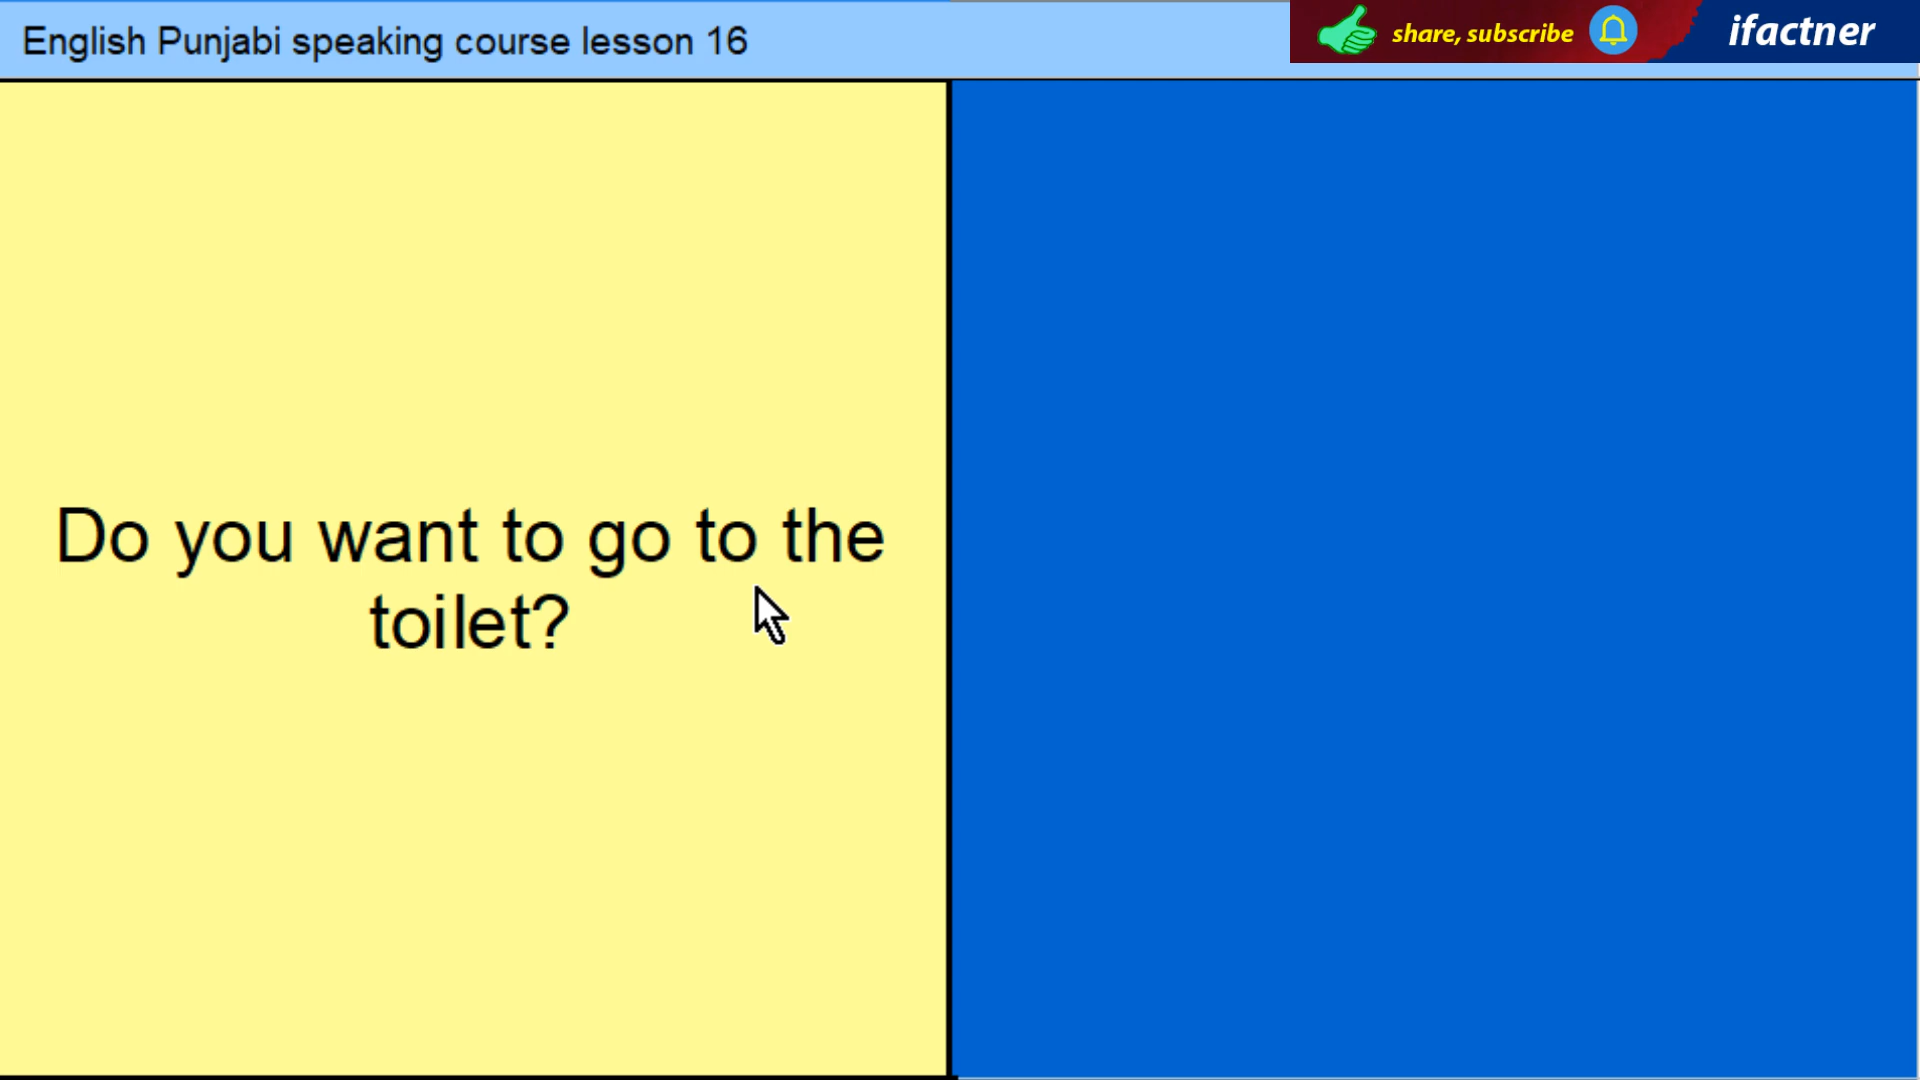 English Punjabi speaking course lesson 16
share, subscribe
ifactner
Do you want to go to the
toilet?